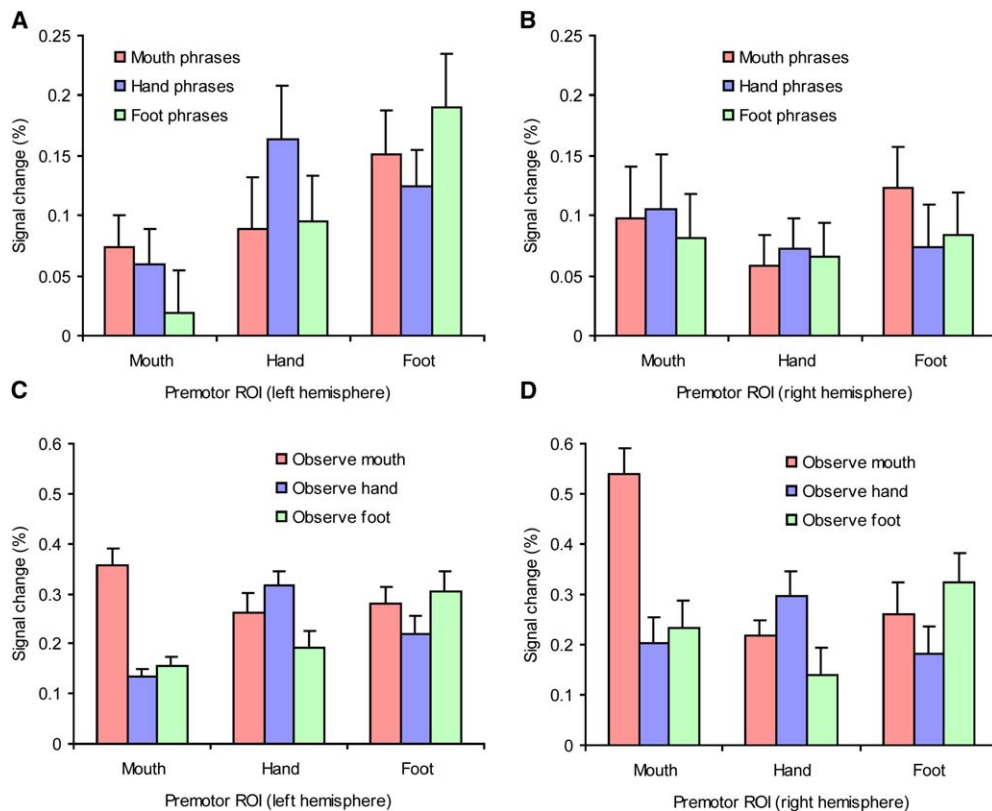 A
0.25
0.2
0.15
0.1
0.05
0
Signal change (%)
Mouth phrases
Hand phrases
Foot phrases
Mouth Hand Foot
Premotor ROI (left hemisphere)
B
0.25
0.2
0.15
0.1
0.05
0
Signal change (%)
Mouth phrases
Hand phrases
Foot phrases
Mouth Hand Foot
Premotor ROI (right hemisphere)
C
0.6
0.5
0.4
0.3
0.2
0.1
0
Signal change (%)
Observe mouth
Observe hand
Observe foot
Mouth Hand Foot
Premotor ROI (left hemisphere)
D
0.6
0.5
0.4
0.3
0.2
0.1
0
Signal change (%)
Observe mouth
Observe hand
Observe foot
Mouth Hand Foot
Premotor ROI (right hemisphere)